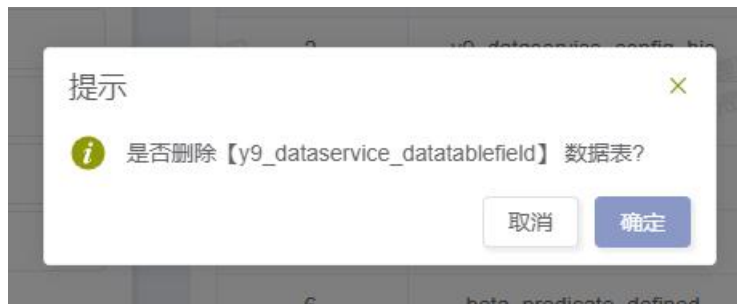 提示
是否删除【y9_dataservice_datatablefield】 数据表?
取消
确定